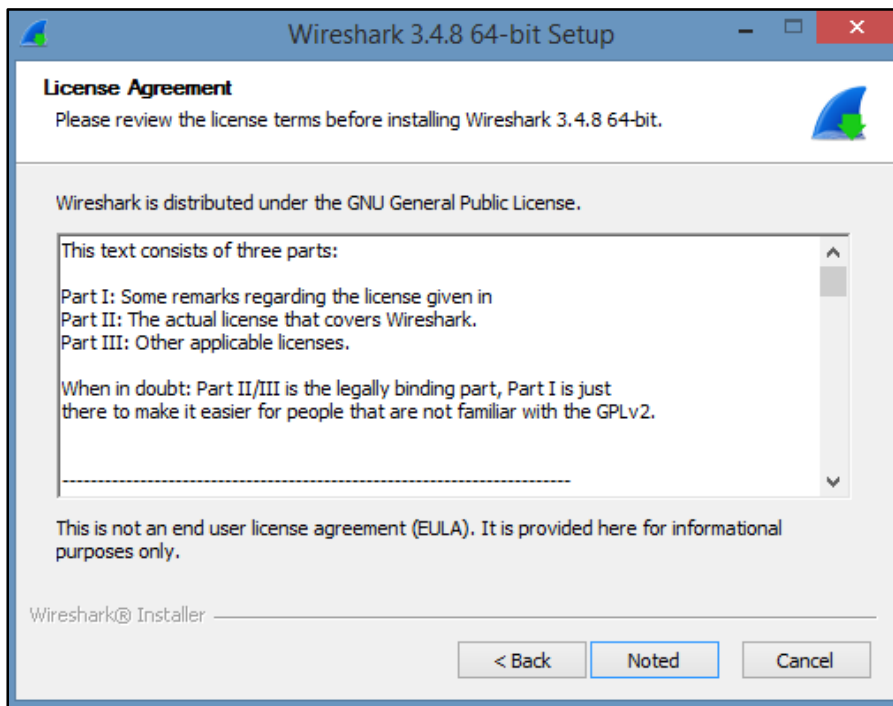 Wireshark 3.4.8 64-bit Setup
License Agreement
Please review the license terms before installing Wireshark 3.4.8 64-bit.
Wireshark is distributed under the GNU General Public License.
This text consists of three parts:
Part I: Some remarks regarding the license given in
Part II: The actual license that covers Wireshark.
Part III: Other applicable licenses.
When in doubt: Part II/III is the legally binding part, Part I is just
there to make it easier for people that are not familiar with the GPLv2.
------------------------------------------------------------------------
This is not an end user license agreement (EULA). It is provided here for informational
purposes only.
Wireshark® Installer
< Back Noted Cancel